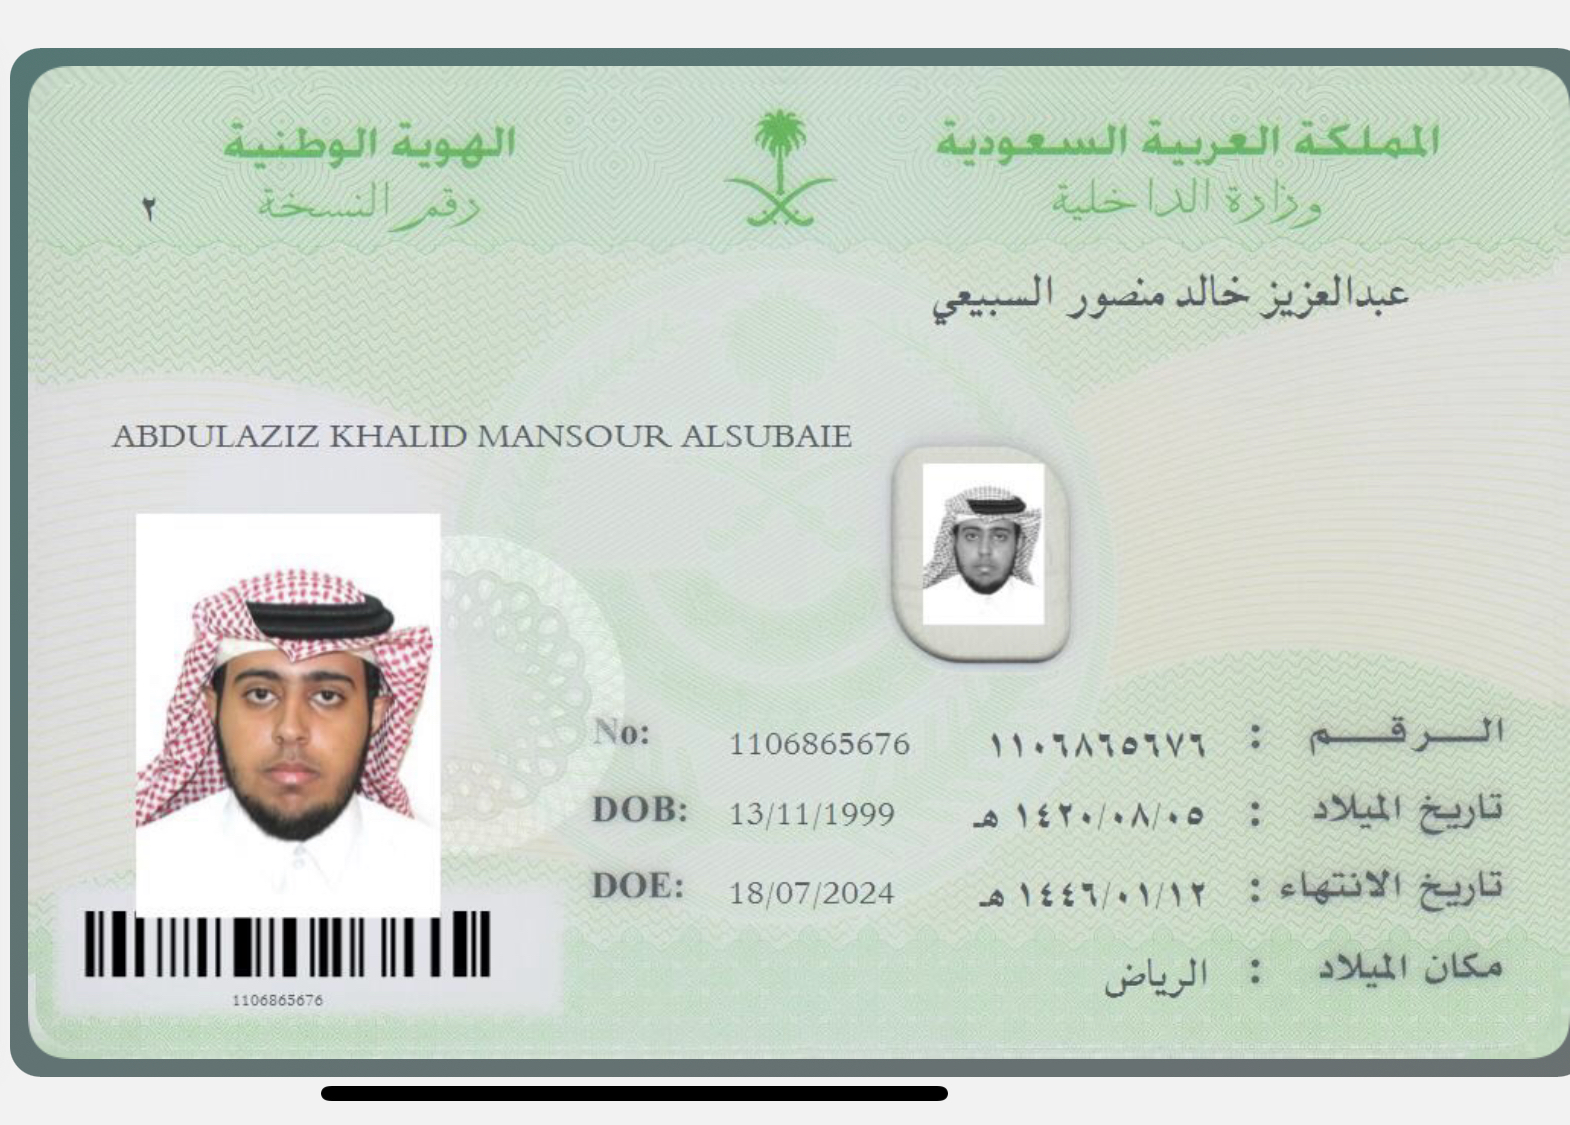 المملكة العربية السعودية
وزارة الداخلية
الهوية الوطنية
رقم النسخة ٢
عبدالعزيز خالد منصور السبيعي
ABDULAZIZ KHALID MANSOUR ALSUBAIE
الـــرقـــم : ١١٠٦٨٦٥٦٧٦ 1106865676 No:
تاريخ الميلاد : ١٤٢٠/٠٨/٠٥ هـ 13/11/1999 DOB:
تاريخ الانتهاء : ١٤٤٦/٠١/١٢ هـ 18/07/2024 DOE:
مكان الميلاد : الرياض
1106865676